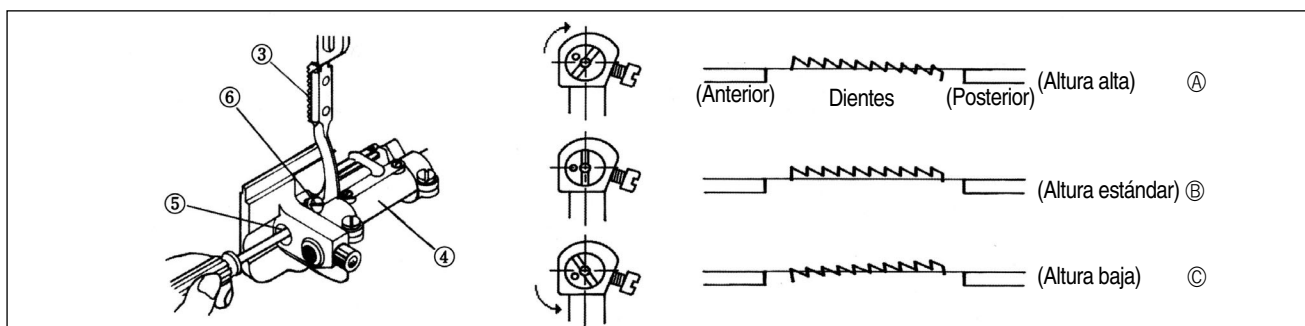 ③
⑥
⑤
④
(Anterior) Dientes (Posterior) (Altura alta) Ⓐ
(Altura estándar) Ⓑ
(Altura baja) Ⓒ